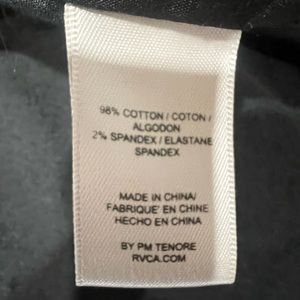 98% COTTON / COTON /
ALGODON
2% SPANDEX / ELASTANE
SPANDEX
MADE IN CHINA/
FABRIQUE' EN CHINE
HECHO EN CHINA
BY PM TENORE
RVCA.COM